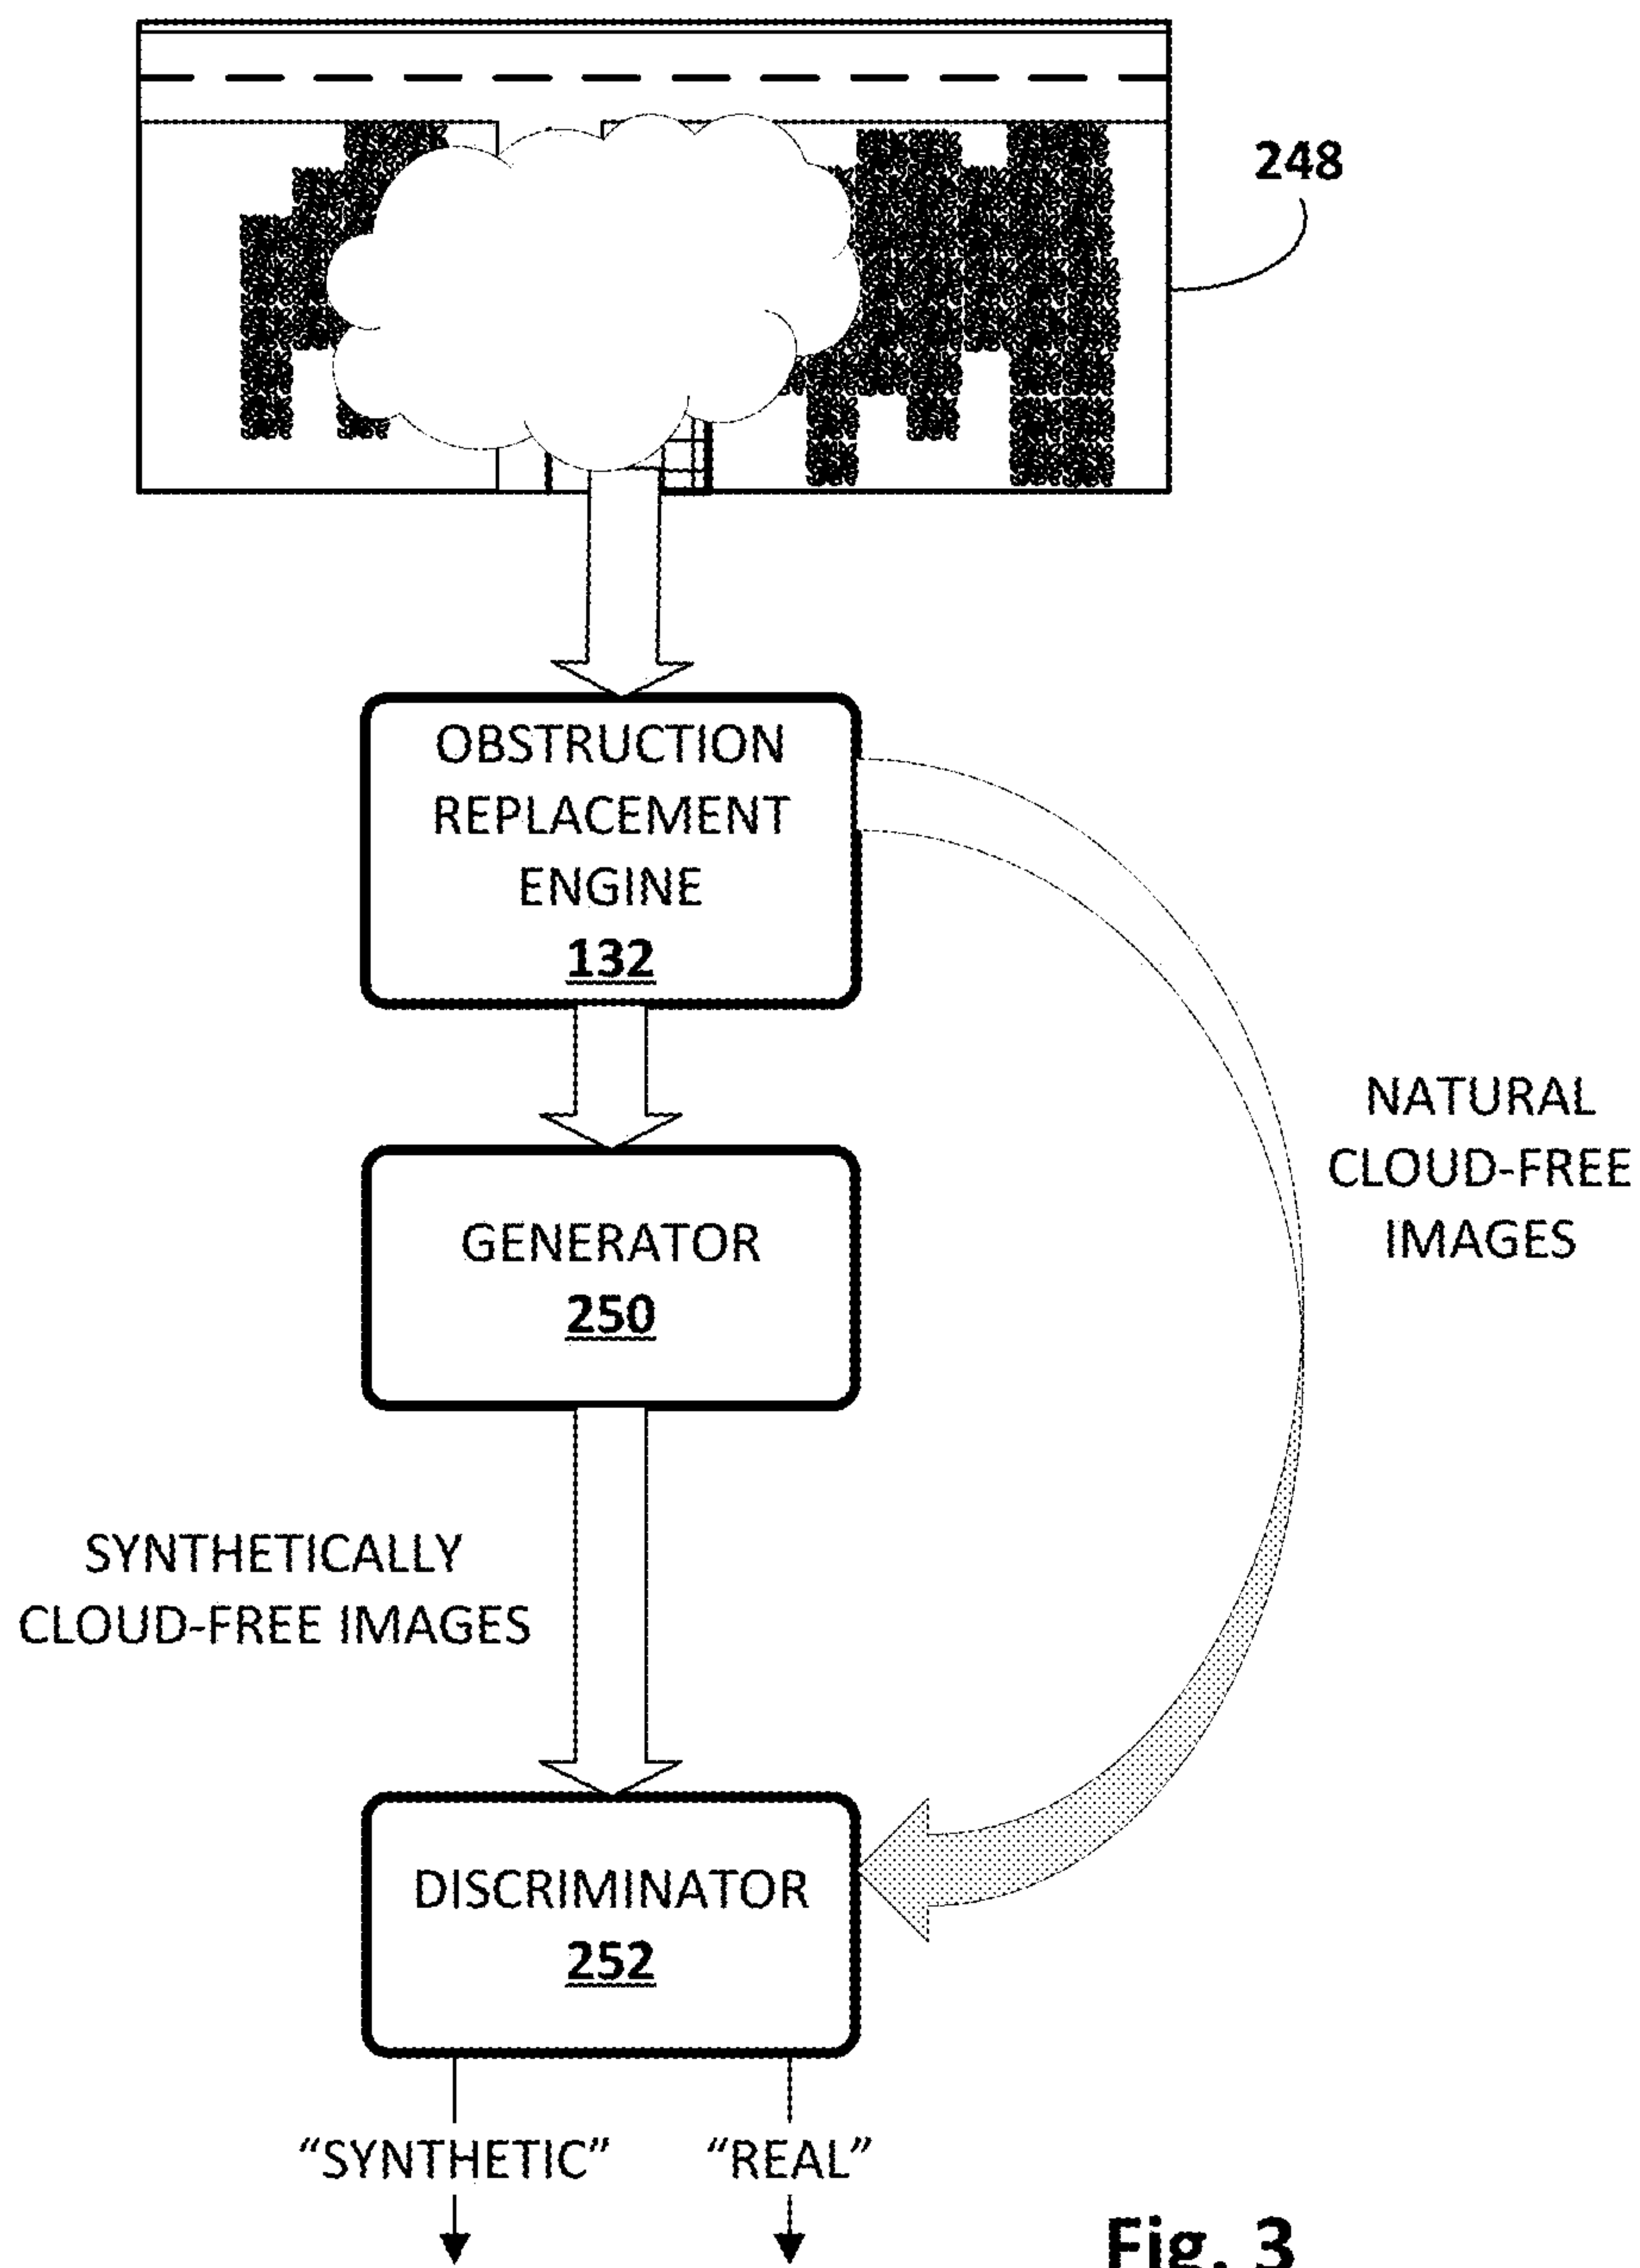 248
OBSTRUCTION
REPLACEMENT
ENGINE
132
NATURAL
CLOUD-FREE
IMAGES
GENERATOR
250
SYNTHETICALLY
CLOUD-FREE IMAGES
DISCRIMINATOR
252
“SYNTHETIC” “REAL”
Fig. 3